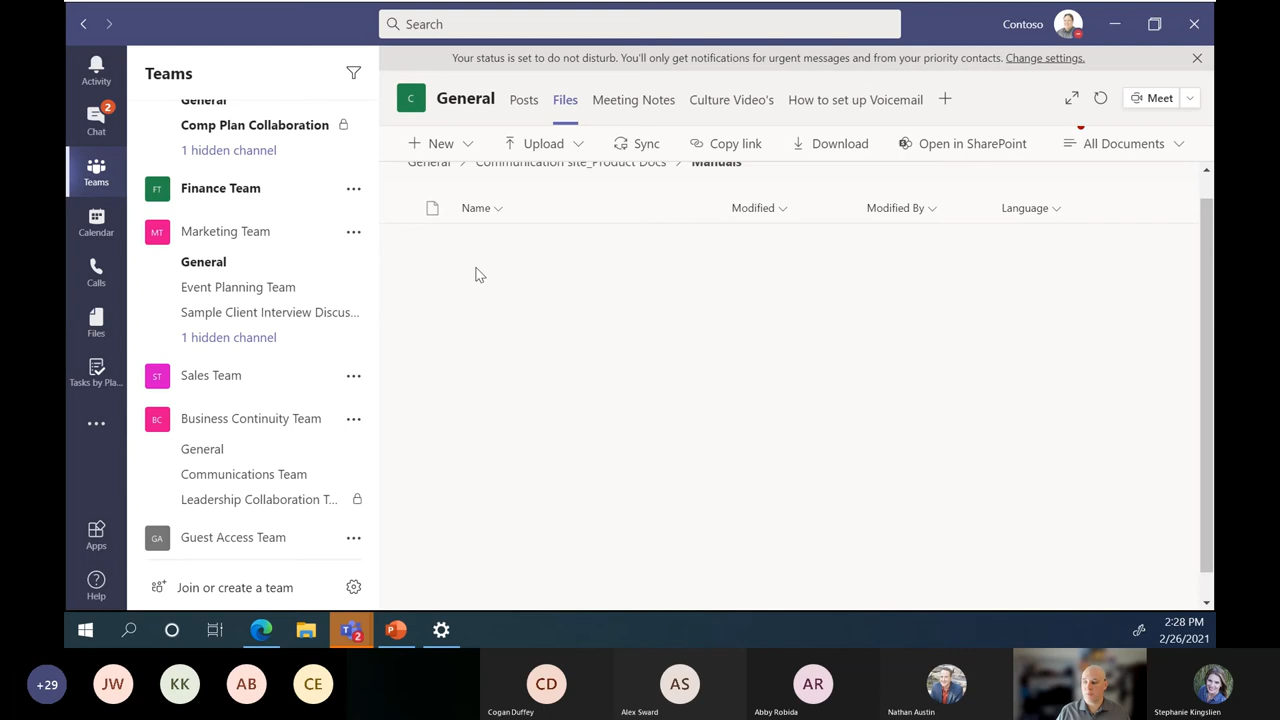 Search
Contoso
Your status is set to do not disturb. You'll only get notifications for urgent messages and from your priority contacts. Change settings.
Activity
Chat
2
Teams
Calendar
Calls
Files
Tasks by Pla...
Apps
Help
Teams
General
Comp Plan Collaboration
1 hidden channel
FT
Finance Team
MT
Marketing Team
General
Event Planning Team
Sample Client Interview Discus...
1 hidden channel
ST
Sales Team
BC
Business Continuity Team
General
Communications Team
Leadership Collaboration T...
GA
Guest Access Team
Join or create a team
C
General Posts Files Meeting Notes Culture Video's How to set up Voicemail
Meet
New Upload Sync Copy link Download Open in SharePoint All Documents
General > Communication site_Product Docs > Manuals
Name Modified Modified By Language
2
2:28 PM
2/26/2021
+29 JW KK AB CE CD AS AR
Cogan Duffey Alex Sward Abby Robida Nathan Austin Stephanie Kingslien